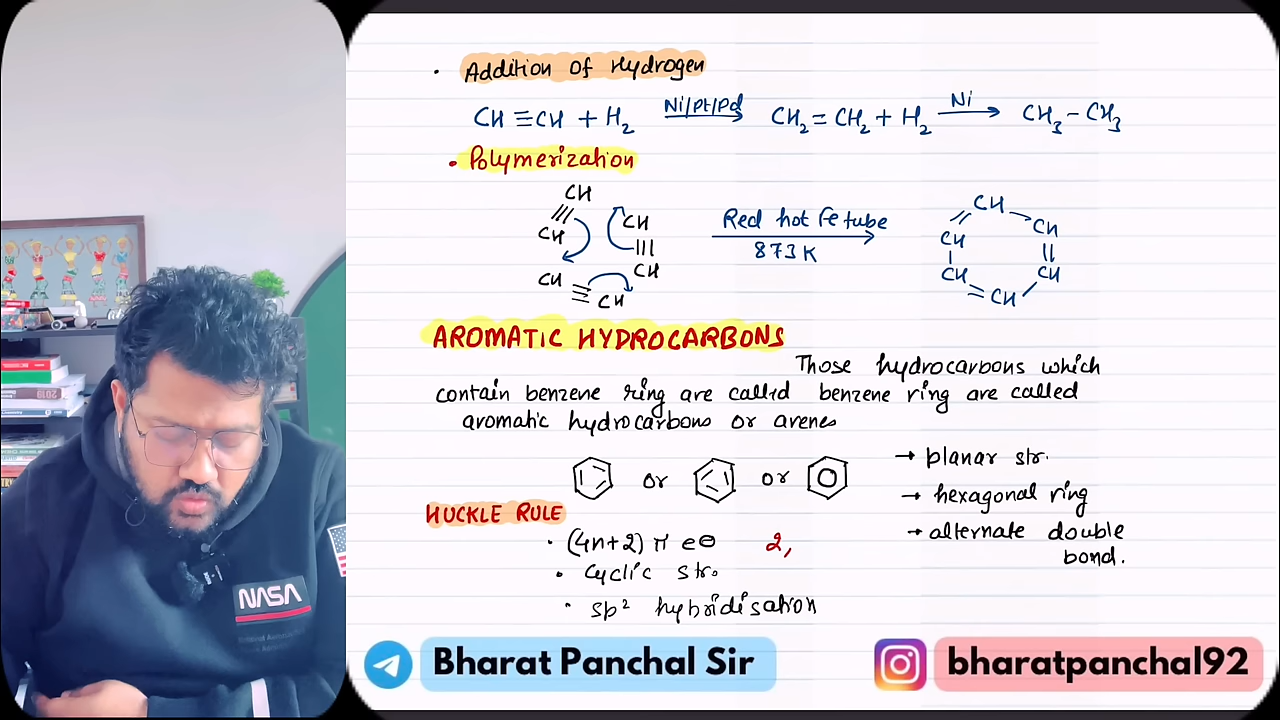 · Addition of Hydrogen
CH ≡ CH + H₂ Ni/Pt/Pd → CH₂ = CH₂ + H₂ Ni → CH₃ - CH₃
· Polymerization
CH
CH
CH
CH
CH
CH
Red hot Fe tube
873 K
CH
CH
CH
CH
CH
CH
AROMATIC HYDROCARBONS
Those hydrocarbons which
contain benzene ring are called benzene ring are called
aromatic hydrocarbons or arenes
or or
→ planar str.
→ hexagonal ring
→ alternate double
bond.
HUCKLE RULE
· (4n+2) π e⊖ 2,
· Cyclic str.
· sp² hybridisation
NASA
2019
Bharat Panchal Sir
bharatpanchal92